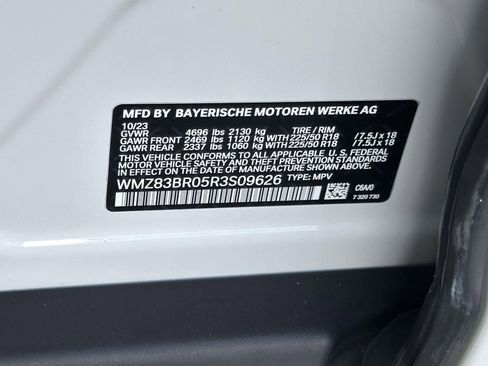 MFD BY BAYERISCHE MOTOREN WERKE AG
10/23
GVWR 4696 lbs 2130 kg TIRE / RIM
GAWR FRONT 2469 lbs 1120 kg WITH 225/50 R18 /7.5J x 18
GAWR REAR 2337 lbs 1060 kg WITH 225/50 R18 /7.5J x 18
THIS VEHICLE CONFORMS TO ALL APPLICABLE U.S. FEDERAL
MOTOR VEHICLE SAFETY AND THEFT PREVENTION STANDARDS
IN EFFECT ON THE DATE OF MANUFACTURE SHOWN ABOVE.
WMZ83BR05R3S09626 TYPE: MPV
C6A/0
7 320 730